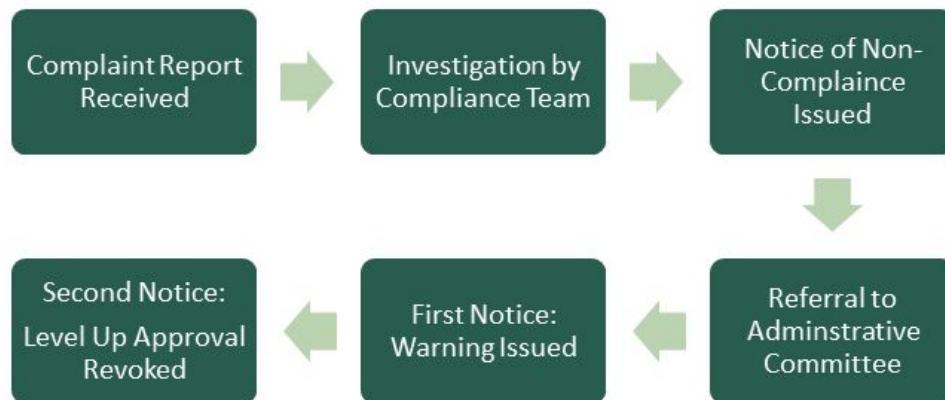 Complaint Report
Received
Investigation by
Compliance Team
Notice of Non-
Complaince
Issued
Referral to
Adminstrative
Committee
First Notice:
Warning Issued
Second Notice:
Level Up Approval
Revoked